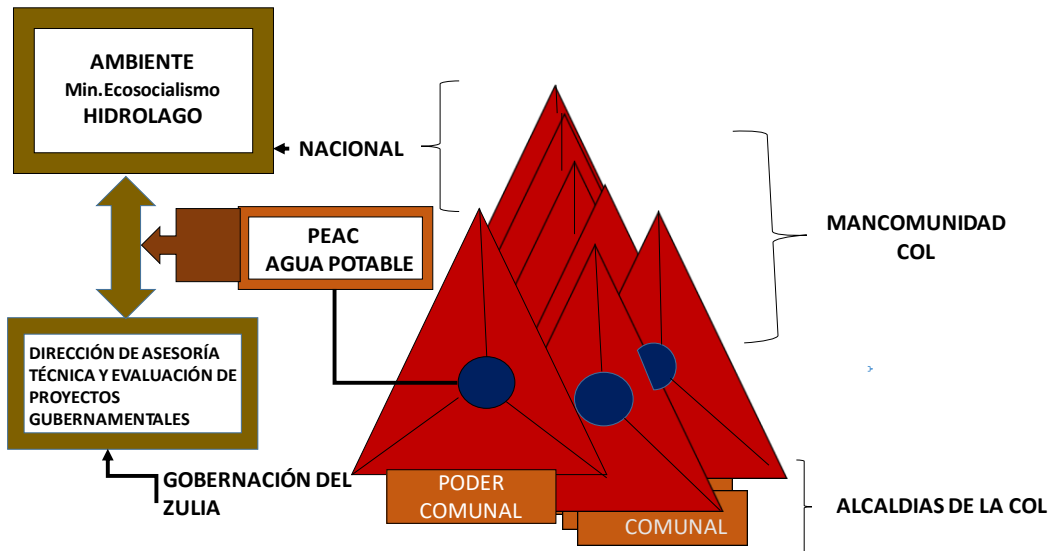 AMBIENTE
Min.Ecosocialismo
HIDROLAGO
NACIONAL
PEAC
AGUA POTABLE
MANCOMUNIDAD
COL
DIRECCIÓN DE ASESORÍA
TÉCNICA Y EVALUACIÓN DE
PROYECTOS
GUBERNAMENTALES
GOBERNACIÓN DEL
ZULIA
PODER
COMUNAL
COMUNAL
ALCALDIAS DE LA COL